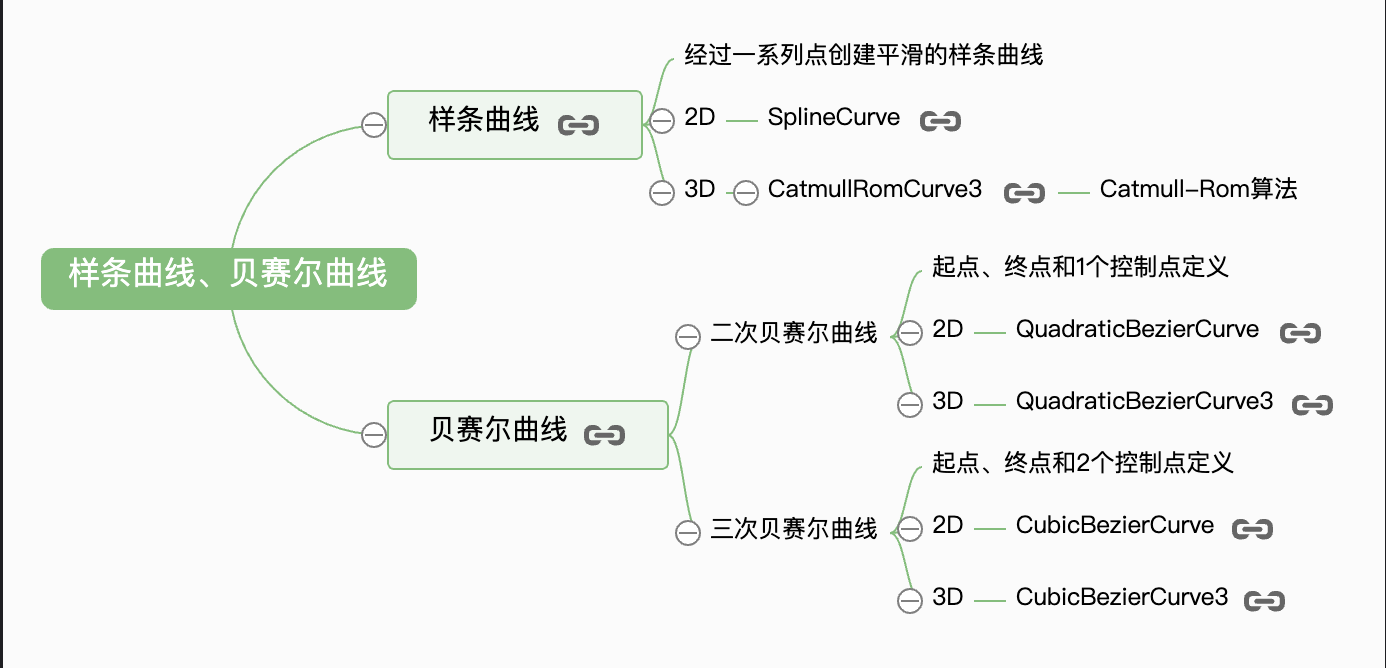 样条曲线、贝赛尔曲线
样条曲线
经过一系列点创建平滑的样条曲线
2D SplineCurve
3D CatmullRomCurve3 Catmull-Rom算法
贝赛尔曲线
二次贝赛尔曲线
起点、终点和1个控制点定义
2D QuadraticBezierCurve
3D QuadraticBezierCurve3
三次贝赛尔曲线
起点、终点和2个控制点定义
2D CubicBezierCurve
3D CubicBezierCurve3